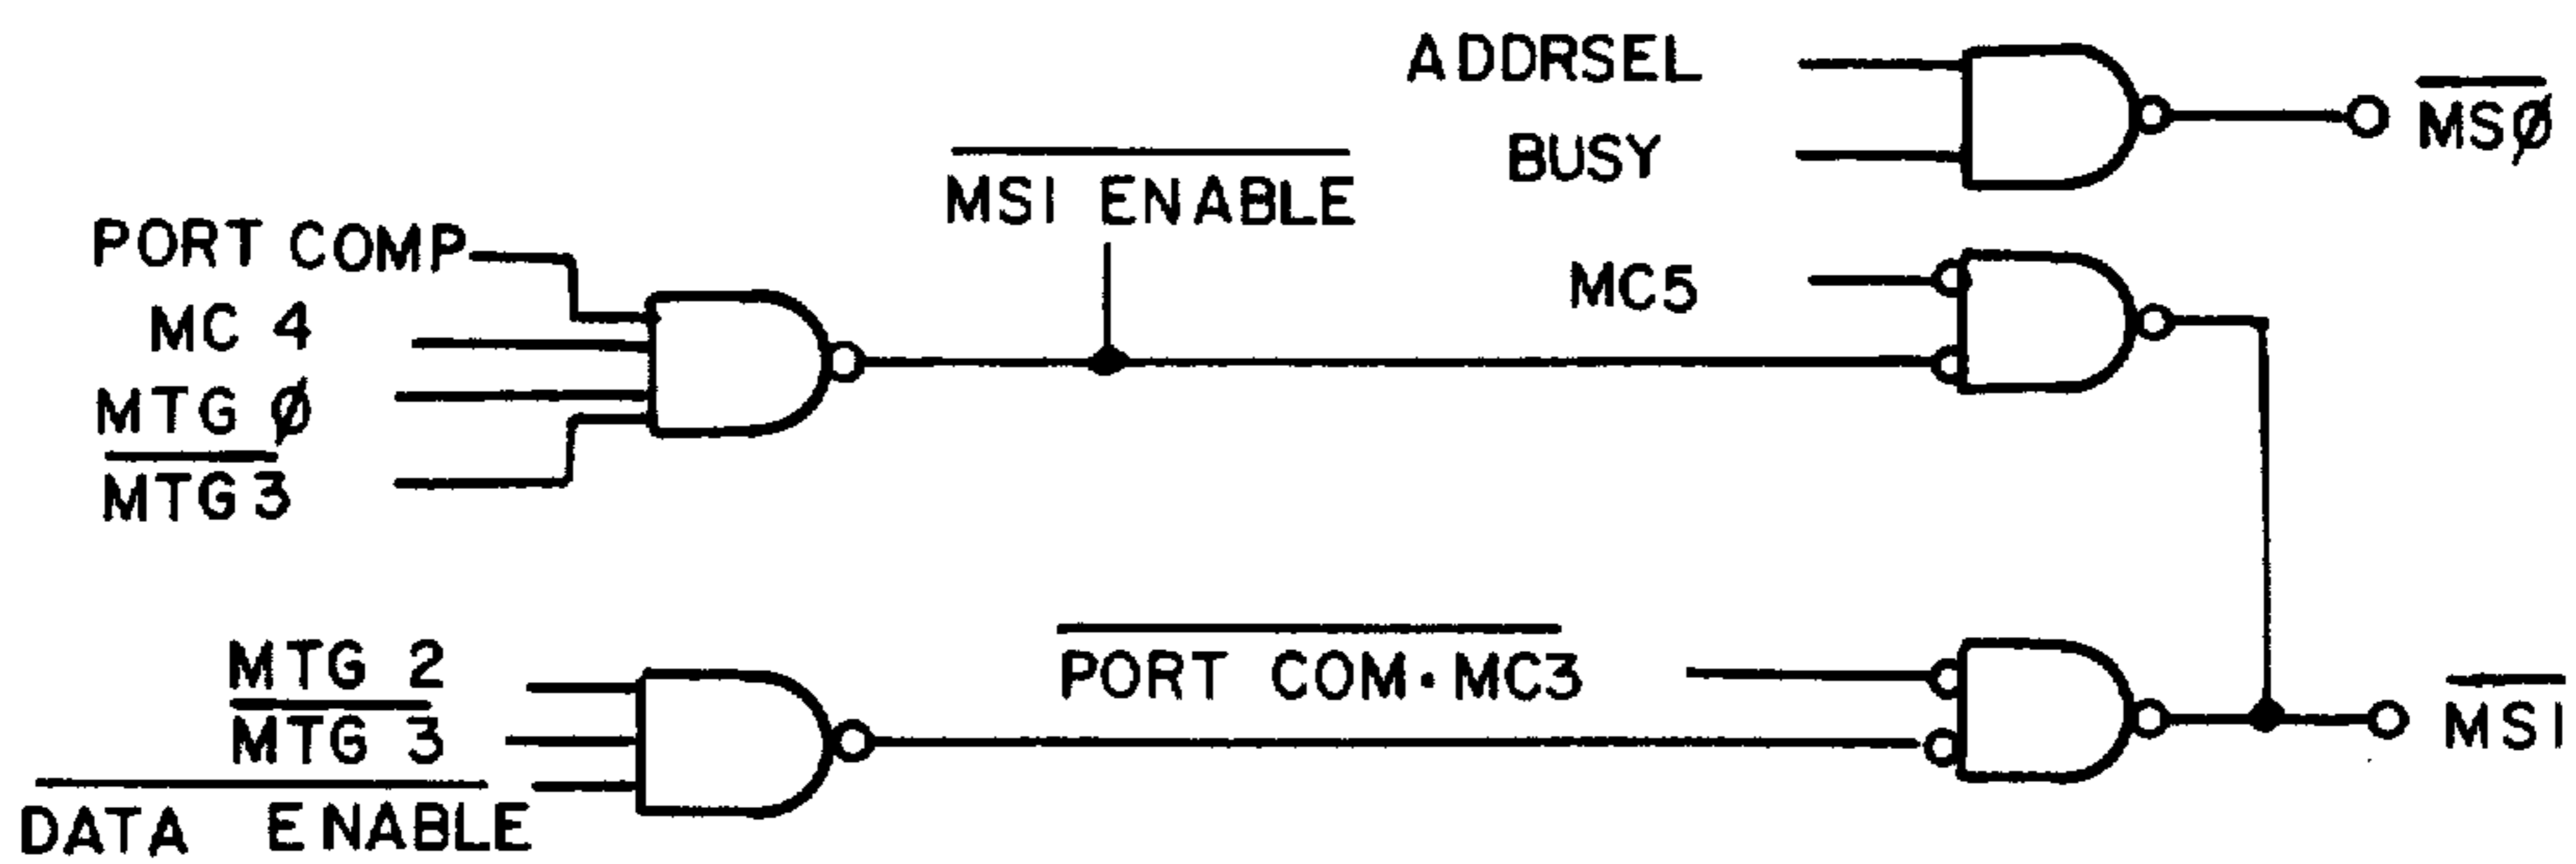 ADDRSEL
BUSY
MSØ
MSI ENABLE
PORT COMP
MC 4
MTG Ø
MTG 3
MC5
MTG 2
MTG 3
DATA ENABLE
PORT COM·MC3
MSI